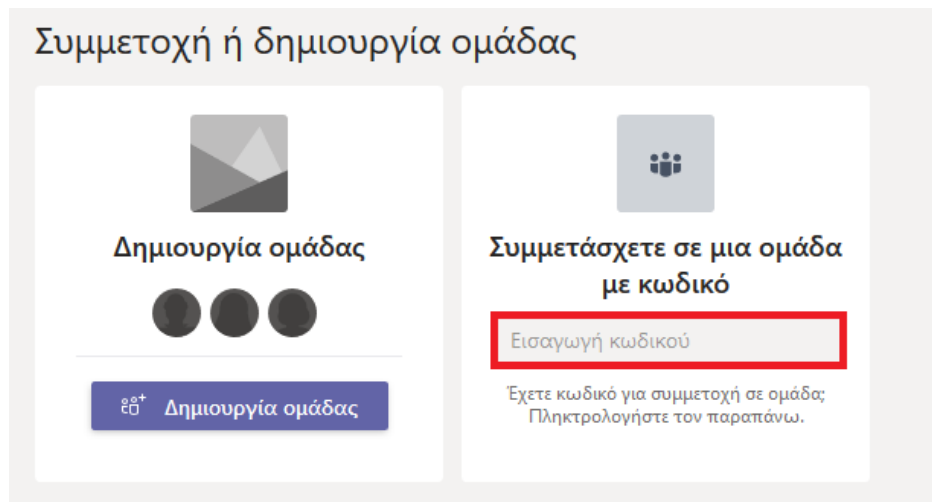 Συμμετοχή ή δημιουργία ομάδας
Δημιουργία ομάδας
Δημιουργία ομάδας
Συμμετάσχετε σε μια ομάδα
με κωδικό
Εισαγωγή κωδικού
Έχετε κωδικό για συμμετοχή σε ομάδα;
Πληκτρολογήστε τον παραπάνω.